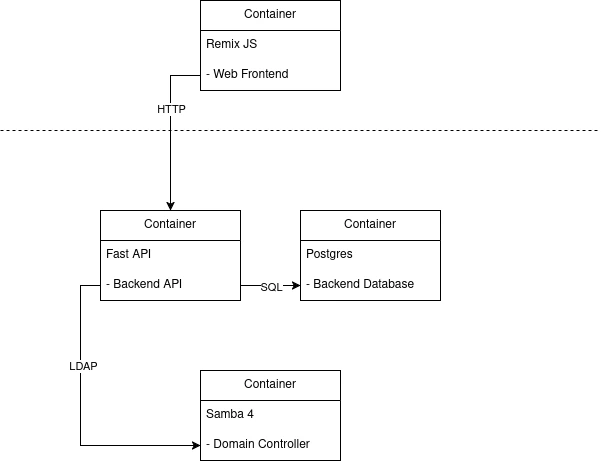 Container
Remix JS
- Web Frontend
HTTP
Container
Fast API
- Backend API
SQL
Container
Postgres
- Backend Database
LDAP
Container
Samba 4
- Domain Controller